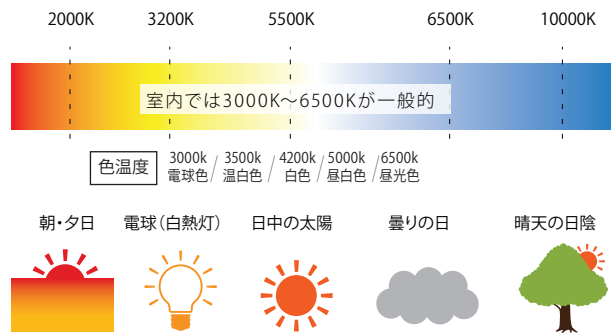 2000K 3200K 5500K 6500K 10000K
室内では3000K～6500Kが一般的
色温度
3000k 電球色 / 3500k 温白色 / 4200k 白色 / 5000k 昼白色 / 6500k 昼光色
朝・夕日 電球(白熱灯) 日中の太陽 曇りの日 晴天の日陰